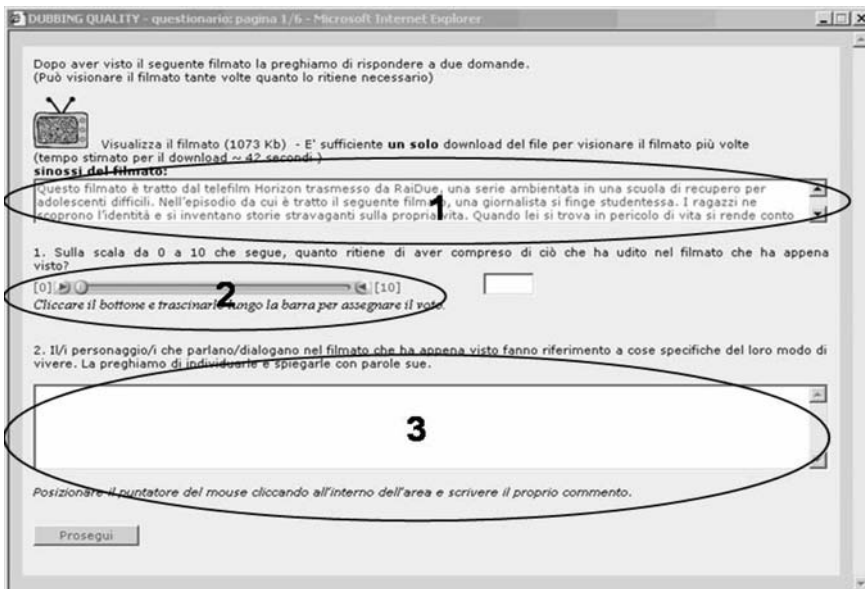 DUBBING QUALITY - questionario: pagina 1/6 - Microsoft Internet Explorer
Dopo aver visto il seguente filmato la preghiamo di rispondere a due domande.
(Può visionare il filmato tante volte quanto lo ritiene necessario)
Visualizza il filmato (1073 Kb) - E' sufficiente un solo download del file per visionare il filmato più volte
(tempo stimato per il download ~ 42 secondi )
sinossi del filmato:
Questo filmato è tratto dal telefilm Horizon trasmesso da RaiDue, una serie ambientata in una scuola di recupero per
adolescenti difficili. Nell'episodio da cui è tratto il seguente filmato, una giornalista si finge studentessa. I ragazzi ne
scoprono l'identità e si inventano storie stravaganti sulla propria vita. Quando lei si trova in pericolo di vita si rende conto
1
1. Sulla scala da 0 a 10 che segue, quanto ritiene di aver compreso di ciò che ha udito nel filmato che ha appena
visto?
[0] [10]
2
Cliccare il bottone e trascinarlo lungo la barra per assegnare il voto.
2. Il/i personaggio/i che parlano/dialogano nel filmato che ha appena visto fanno riferimento a cose specifiche del loro modo di
vivere. La preghiamo di individuarle e spiegarle con parole sue.
3
Posizionare il puntatore del mouse cliccando all'interno dell'area e scrivere il proprio commento.
Prosegui